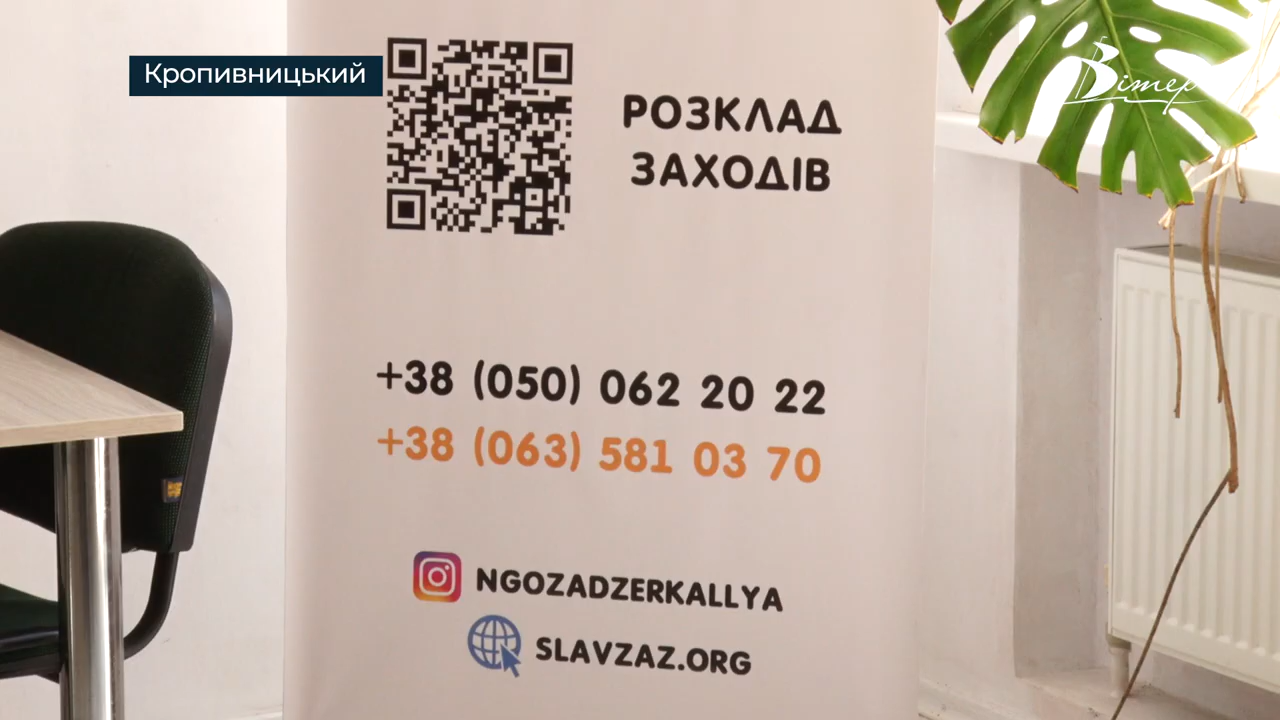 Кропивницький
Вітер
РОЗКЛАД
ЗАХОДІВ
+38 (050) 062 20 22
+38 (063) 581 03 70
NGOZADZERKALLYA
SLAVZAZ.ORG